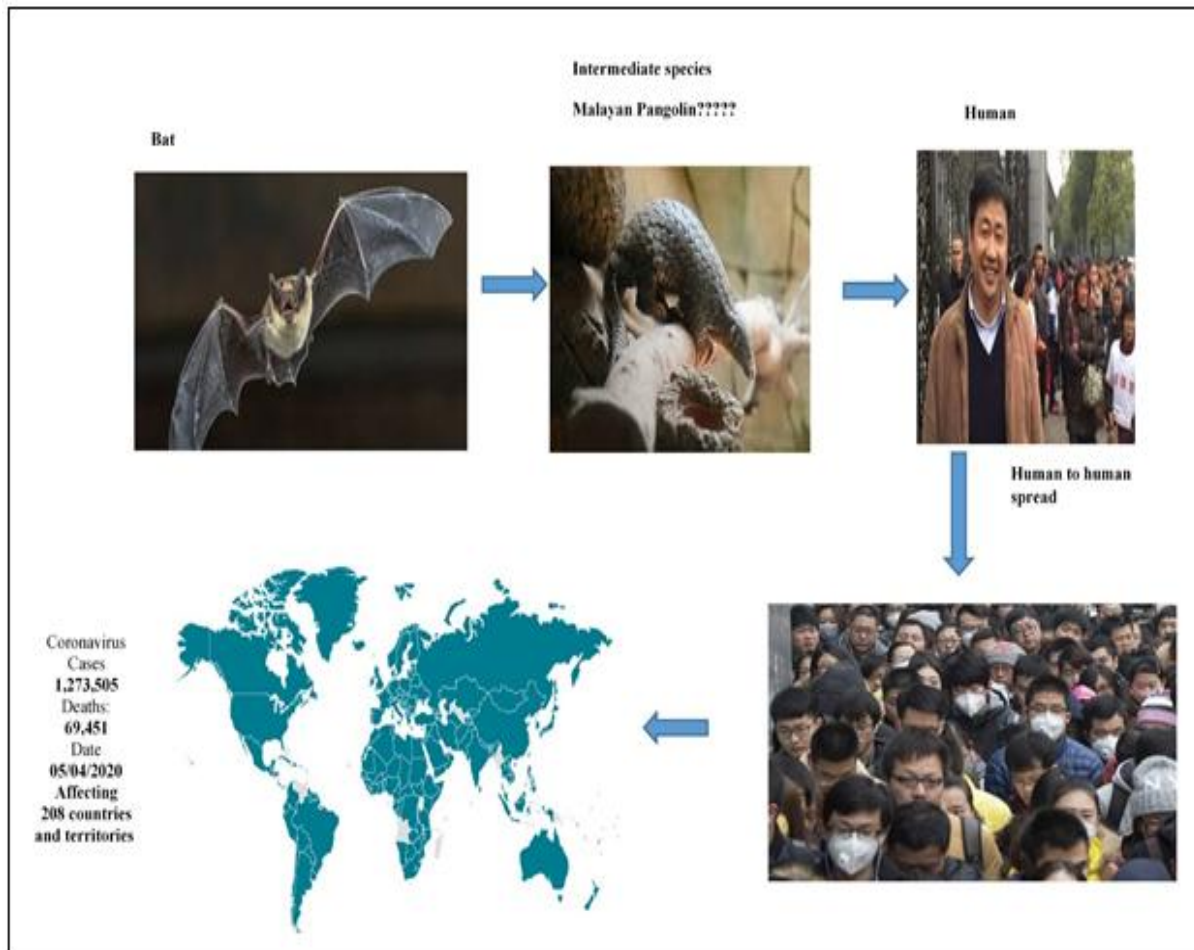 Intermediate species
Malayan Pangolin?????
Human
Bat
Human to human
spread
Coronavirus
Cases
1,273,505
Deaths:
69,451
Date
05/04/2020
Affecting
208 countries
and territories